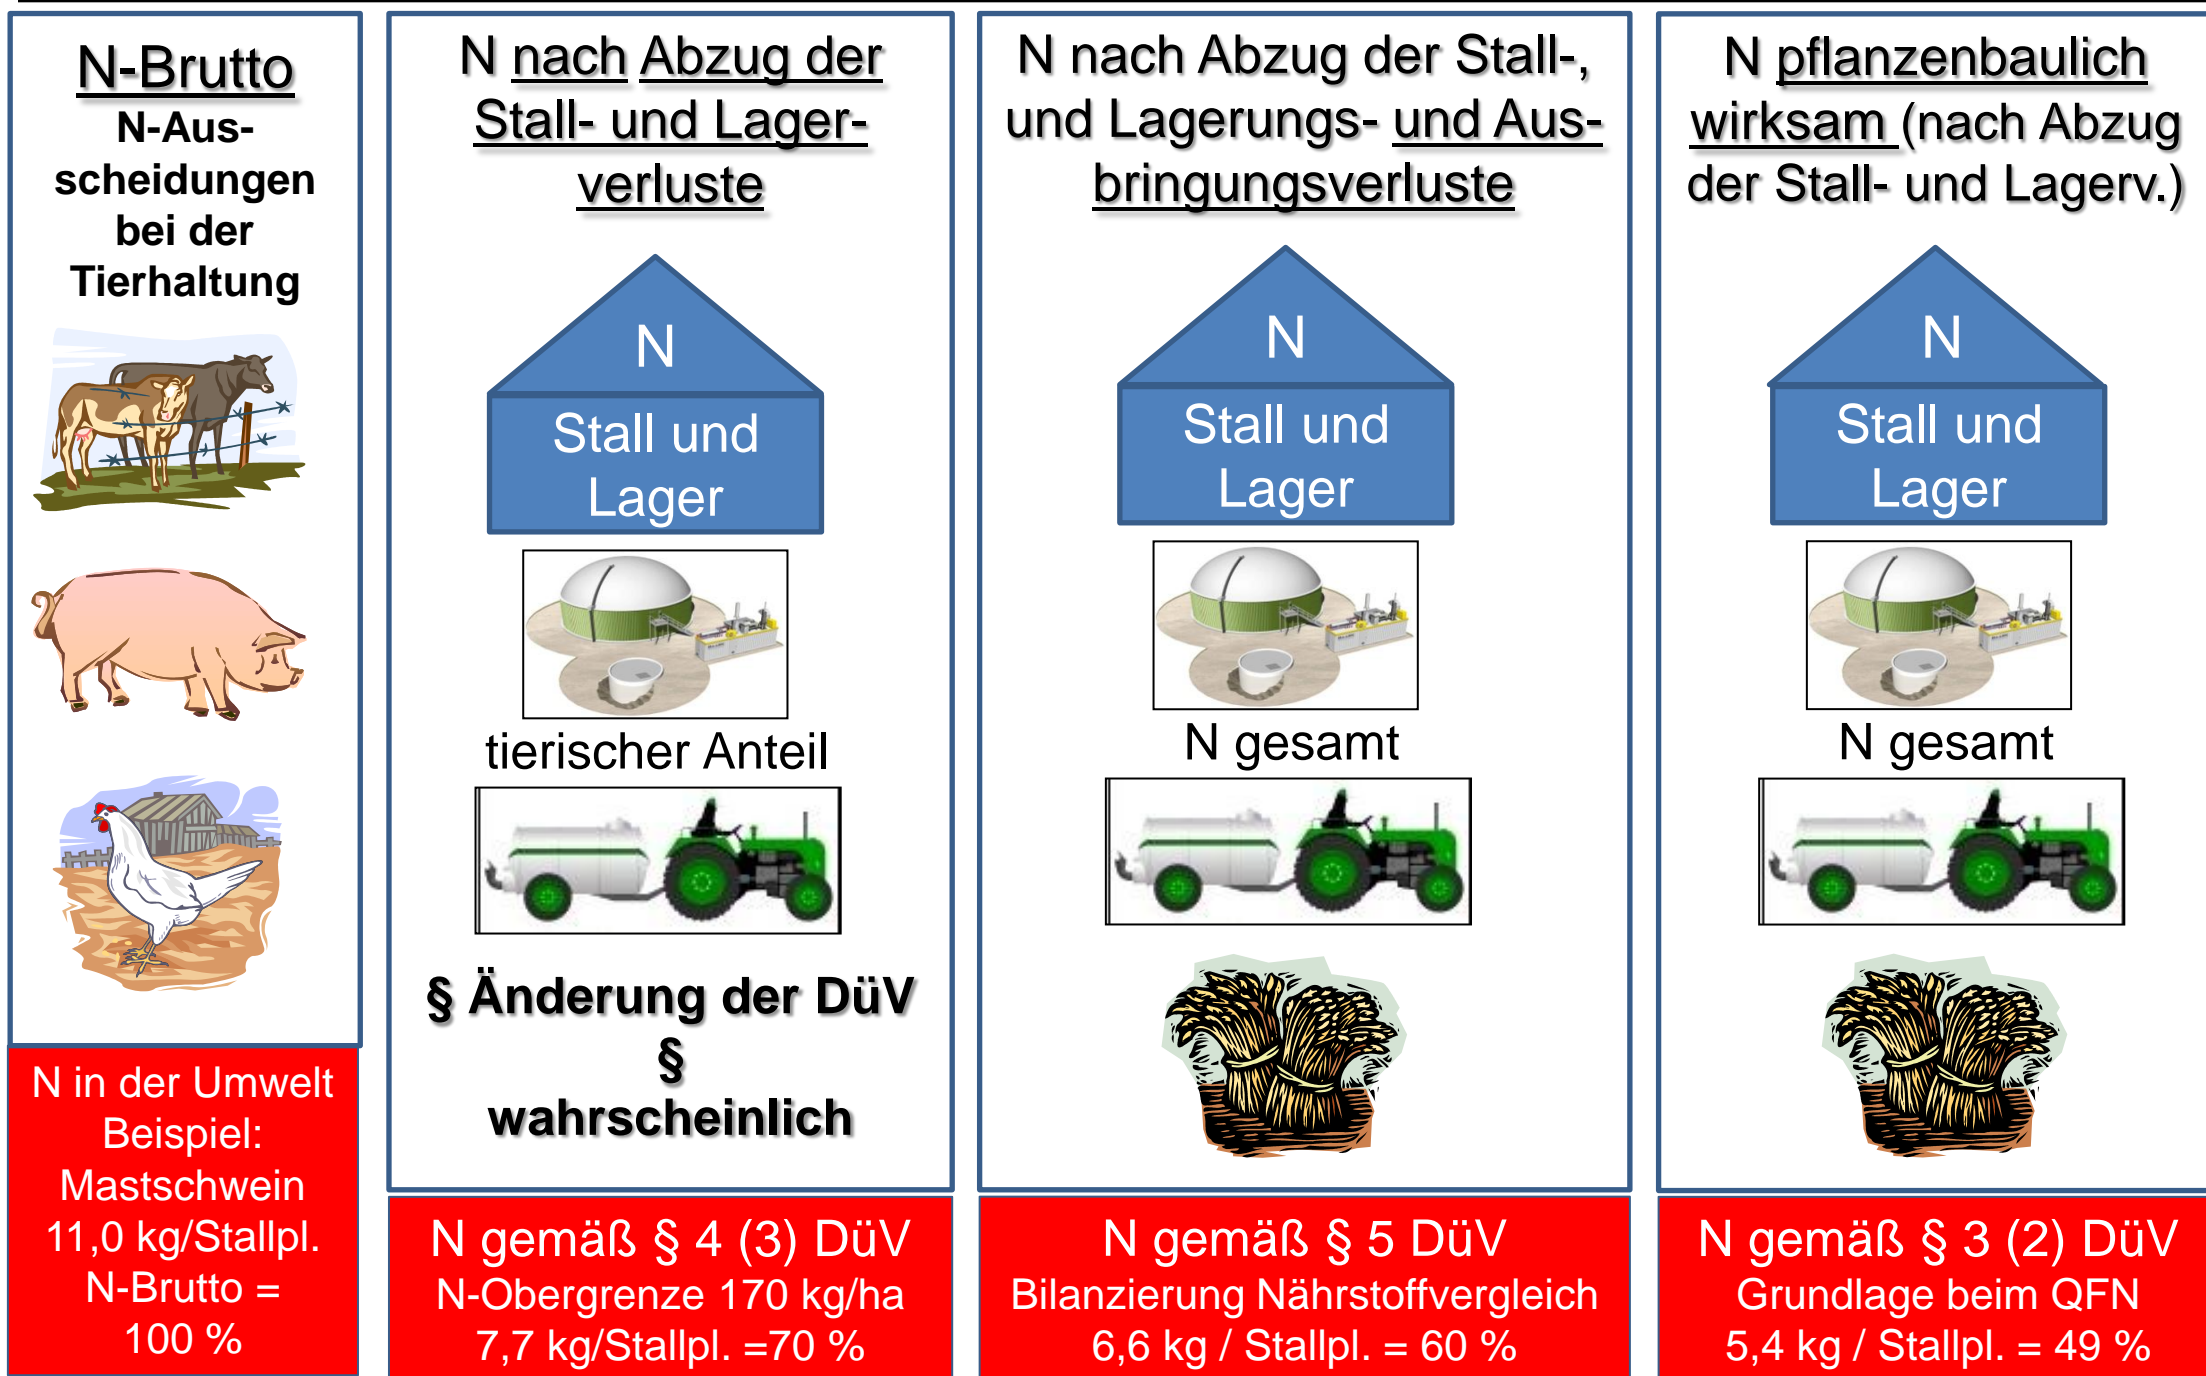 N-Brutto
N-Aus-
scheidungen
bei der
Tierhaltung
N in der Umwelt
Beispiel:
Mastschwein
11,0 kg/Stallpl.
N-Brutto =
100 %
N nach Abzug der
Stall- und Lager-
verluste
N
Stall und
Lager
tierischer Anteil
§ Änderung der DüV
§
wahrscheinlich
N gemäß § 4 (3) DüV
N-Obergrenze 170 kg/ha
7,7 kg/Stallpl. =70 %
N nach Abzug der Stall-,
und Lagerungs- und Aus-
bringungsverluste
N
Stall und
Lager
N gesamt
N gemäß § 5 DüV
Bilanzierung Nährstoffvergleich
6,6 kg / Stallpl. = 60 %
N pflanzenbaulich
wirksam (nach Abzug
der Stall- und Lagerv.)
N
Stall und
Lager
N gesamt
N gemäß § 3 (2) DüV
Grundlage beim QFN
5,4 kg / Stallpl. = 49 %